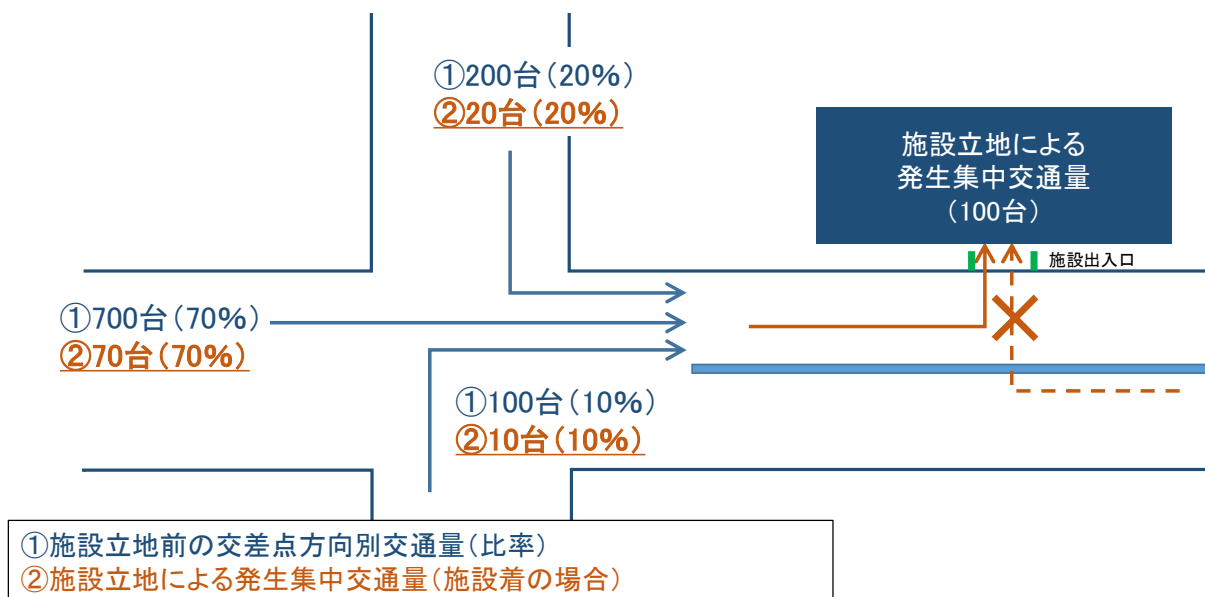 ①200台(20%)
②20台(20%)
施設立地による
発生集中交通量
(100台)
施設出入口
①700台(70%)
②70台(70%)
①100台(10%)
②10台(10%)
①施設立地前の交差点方向別交通量(比率)
②施設立地による発生集中交通量(施設着の場合)